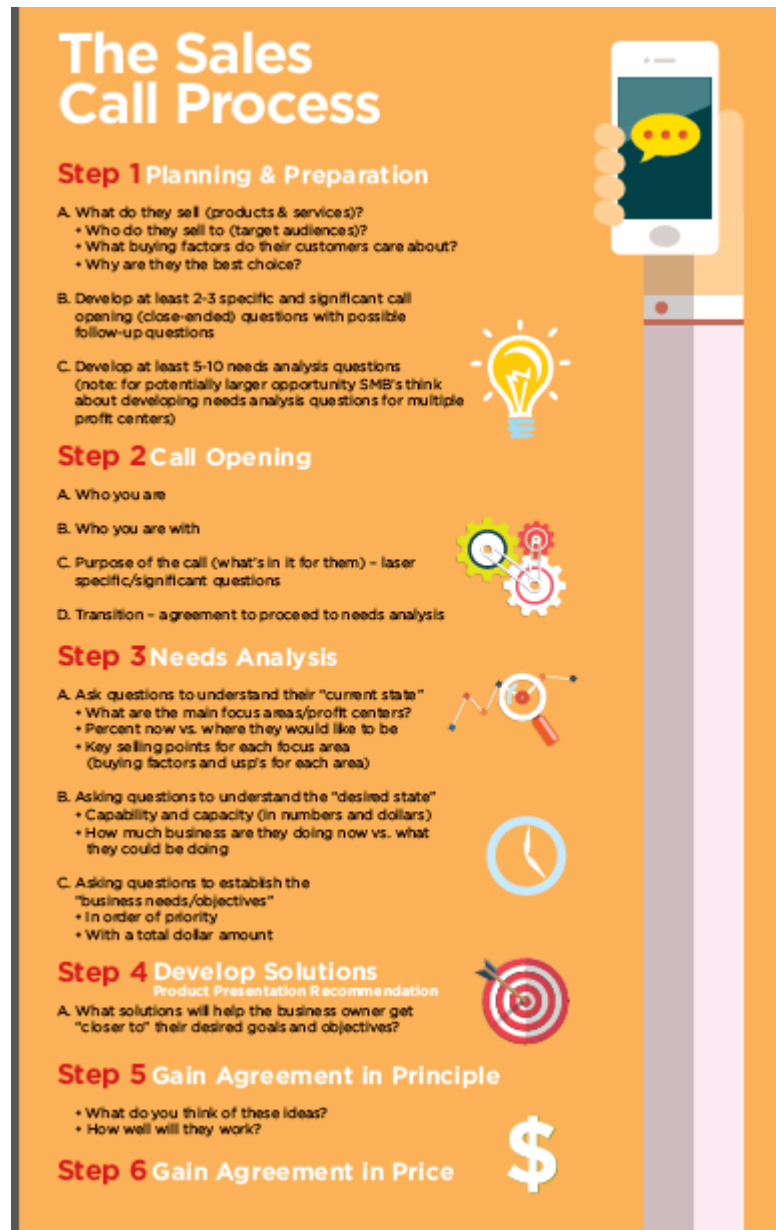 The Sales
Call Process
Step 1 Planning & Preparation
A. What do they sell (products & services)?
• Who do they sell to (target audiences)?
• What buying factors do their customers care about?
• Why are they the best choice?
B. Develop at least 2-3 specific and significant call
opening (close-ended) questions with possible
follow-up questions
C. Develop at least 5-10 needs analysis questions
(note: for potentially larger opportunity SMB's think
about developing needs analysis questions for multiple
profit centers)
Step 2 Call Opening
A. Who you are
B. Who you are with
C. Purpose of the call (what's in it for them) – laser
specific/significant questions
D. Transition – agreement to proceed to needs analysis
Step 3 Needs Analysis
A. Ask questions to understand their "current state"
• What are the main focus areas/profit centers?
• Percent now vs. where they would like to be
• Key selling points for each focus area
(buying factors and usp's for each area)
B. Asking questions to understand the "desired state"
• Capability and capacity (in numbers and dollars)
• How much business are they doing now vs. what
they could be doing
C. Asking questions to establish the
"business needs/objectives"
• In order of priority
• With a total dollar amount
Step 4 Develop Solutions
Product Presentation Recommendation
A. What solutions will help the business owner get
"closer to" their desired goals and objectives?
Step 5 Gain Agreement in Principle
• What do you think of these ideas?
• How well will they work?
$
Step 6 Gain Agreement in Price